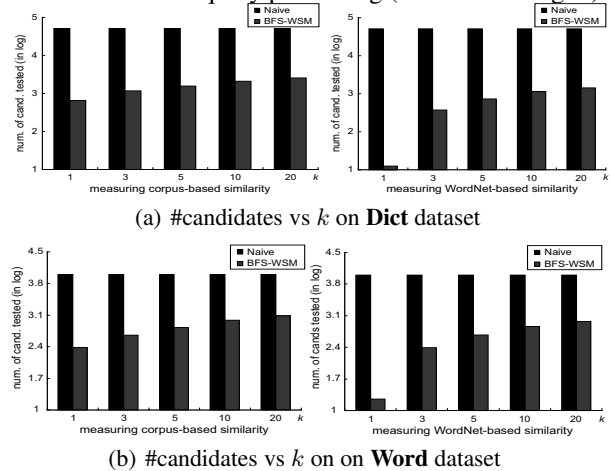 Naive
BFS-WSM
num. of cand. tested (in log)
5
4
3
2
1
1 3 5 10 20 k
measuring corpus-based similarity
Naive
BFS-WSM
num. of cand. tested (in log)
5
4
3
2
1
1 3 5 10 20 k
measuring WordNet-based similarity
(a) #candidates vs k on Dict dataset
Naive
BFS-WSM
num. of cand. tested (in log)
4.5
3.8
3.1
2.4
1.7
1
1 3 5 10 20 k
measuring corpus-based similarity
Naive
BFS-WSM
num. of cands tested (in log)
4.5
3.8
3.1
2.4
1.7
1
1 3 5 10 20 k
measuring WordNet-based similarity
(b) #candidates vs k on on Word dataset